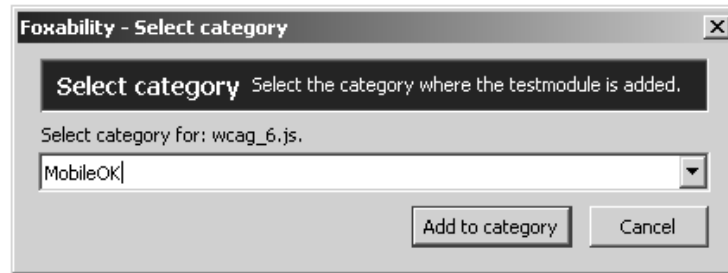 Foxability - Select category
Select category Select the category where the testmodule is added.
Select category for: wcag_6.js.
MobileOK
Add to category Cancel